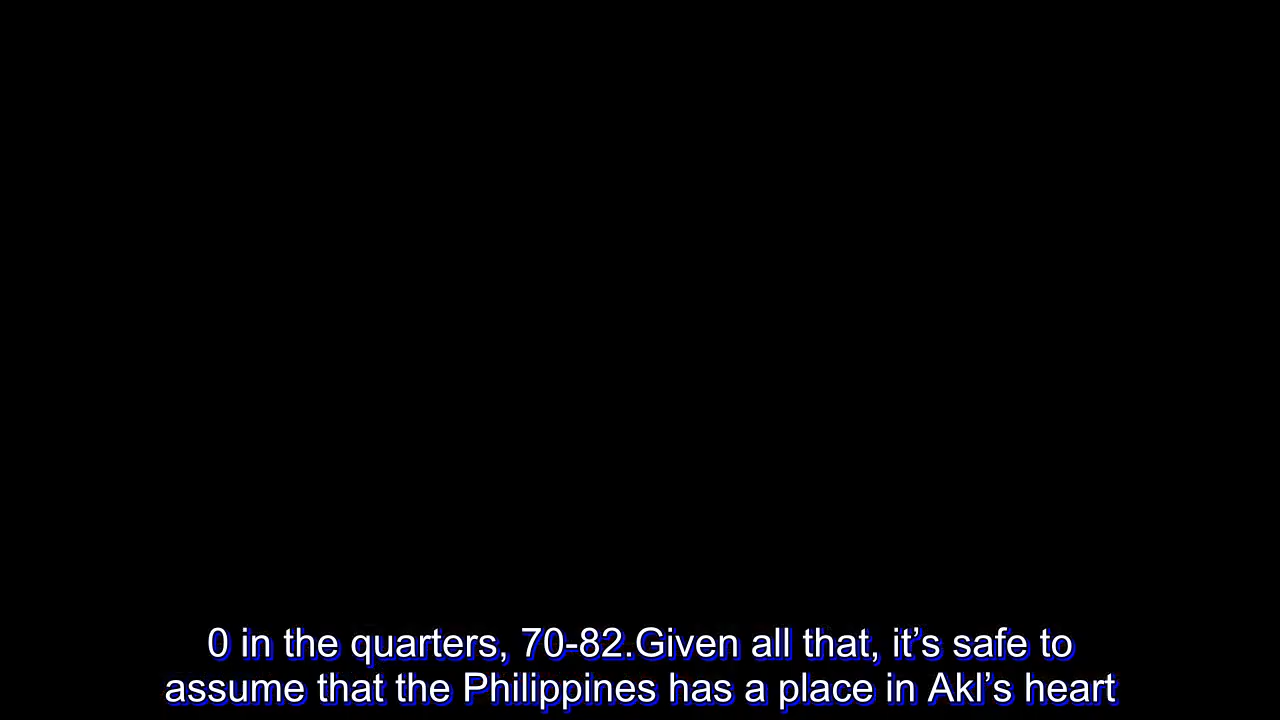 0 in the quarters, 70-82.Given all that, it’s safe to
assume that the Philippines has a place in Akl’s heart